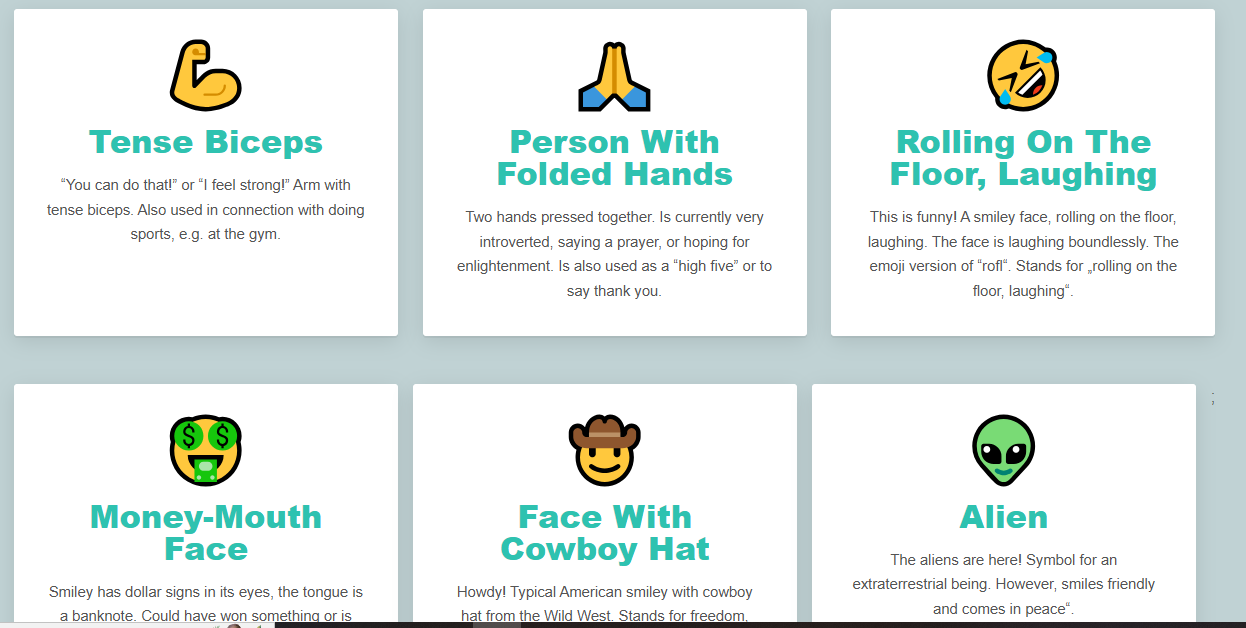 Tense Biceps
“You can do that!” or “I feel strong!” Arm with
tense biceps. Also used in connection with doing
sports, e.g. at the gym.
Person With
Folded Hands
Two hands pressed together. Is currently very
introverted, saying a prayer, or hoping for
enlightenment. Is also used as a “high five” or to
say thank you.
Rolling On The
Floor, Laughing
This is funny! A smiley face, rolling on the floor,
laughing. The face is laughing boundlessly. The
emoji version of “rofl“. Stands for „rolling on the
floor, laughing“.
Money-Mouth
Face
Smiley has dollar signs in its eyes, the tongue is
a banknote. Could have won something or is
Face With
Cowboy Hat
Howdy! Typical American smiley with cowboy
hat from the Wild West. Stands for freedom,
Alien
The aliens are here! Symbol for an
extraterrestrial being. However, smiles friendly
and comes in peace“.
;